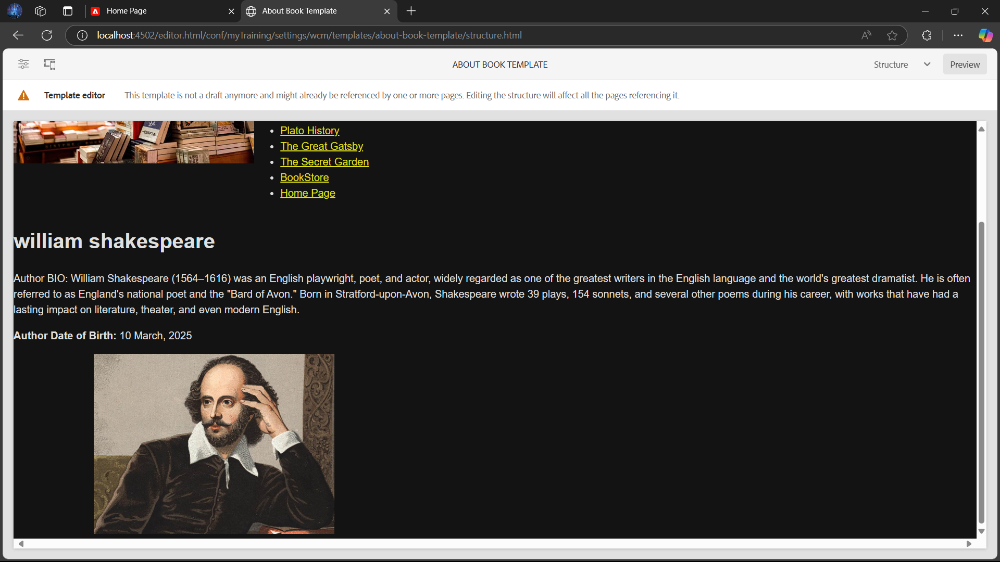 Home Page
About Book Template
localhost:4502/editor.html/conf/myTraining/settings/wcm/templates/about-book-template/structure.html
ABOUT BOOK TEMPLATE
Structure
Preview
Template editor
This template is not a draft anymore and might already be referenced by one or more pages. Editing the structure will affect all the pages referencing it.
Plato History
The Great Gatsby
The Secret Garden
BookStore
Home Page
william shakespeare
Author BIO: William Shakespeare (1564–1616) was an English playwright, poet, and actor, widely regarded as one of the greatest writers in the English language and the world's greatest dramatist. He is often
referred to as England's national poet and the "Bard of Avon." Born in Stratford-upon-Avon, Shakespeare wrote 39 plays, 154 sonnets, and several other poems during his career, with works that have had a
lasting impact on literature, theater, and even modern English.
Author Date of Birth: 10 March, 2025